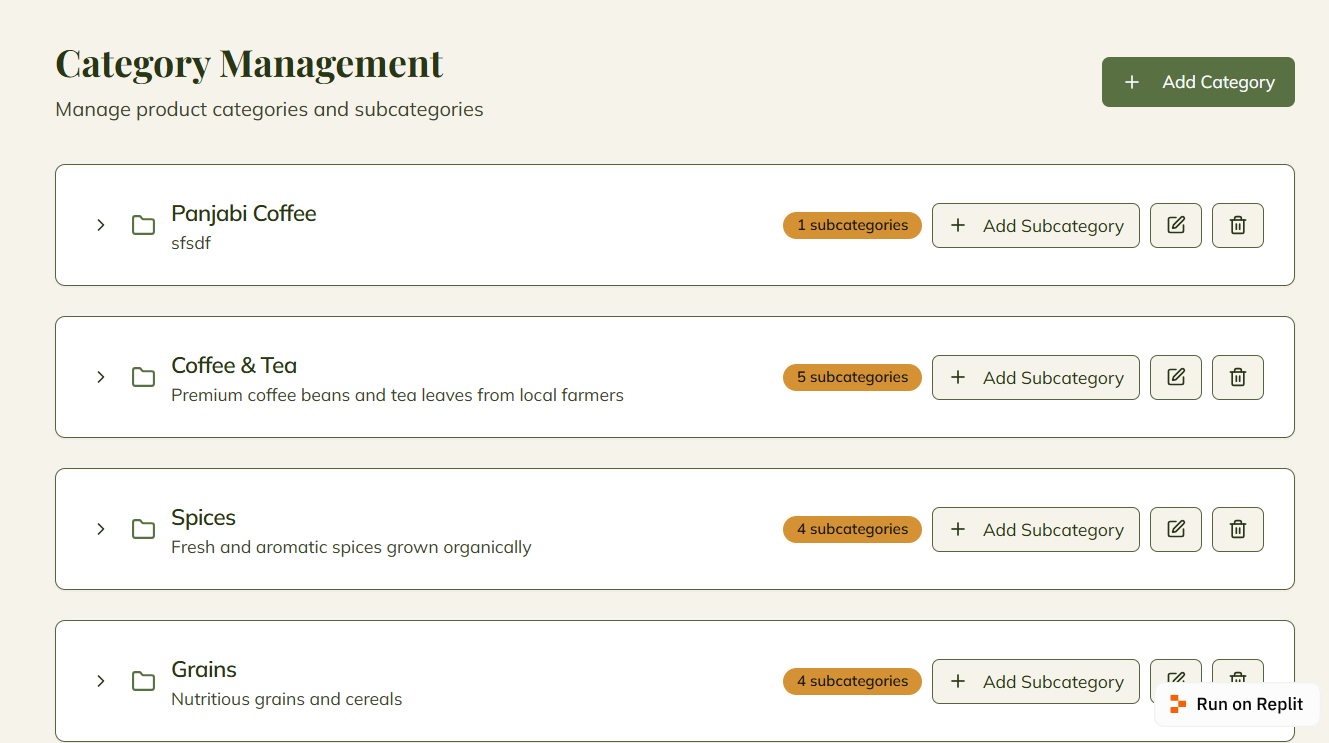 Category Management
Manage product categories and subcategories
Add Category
Panjabi Coffee
sfsdf
1 subcategories
Add Subcategory
Coffee & Tea
Premium coffee beans and tea leaves from local farmers
5 subcategories
Add Subcategory
Spices
Fresh and aromatic spices grown organically
4 subcategories
Add Subcategory
Grains
Nutritious grains and cereals
4 subcategories
Add Subcategory
Run on Replit